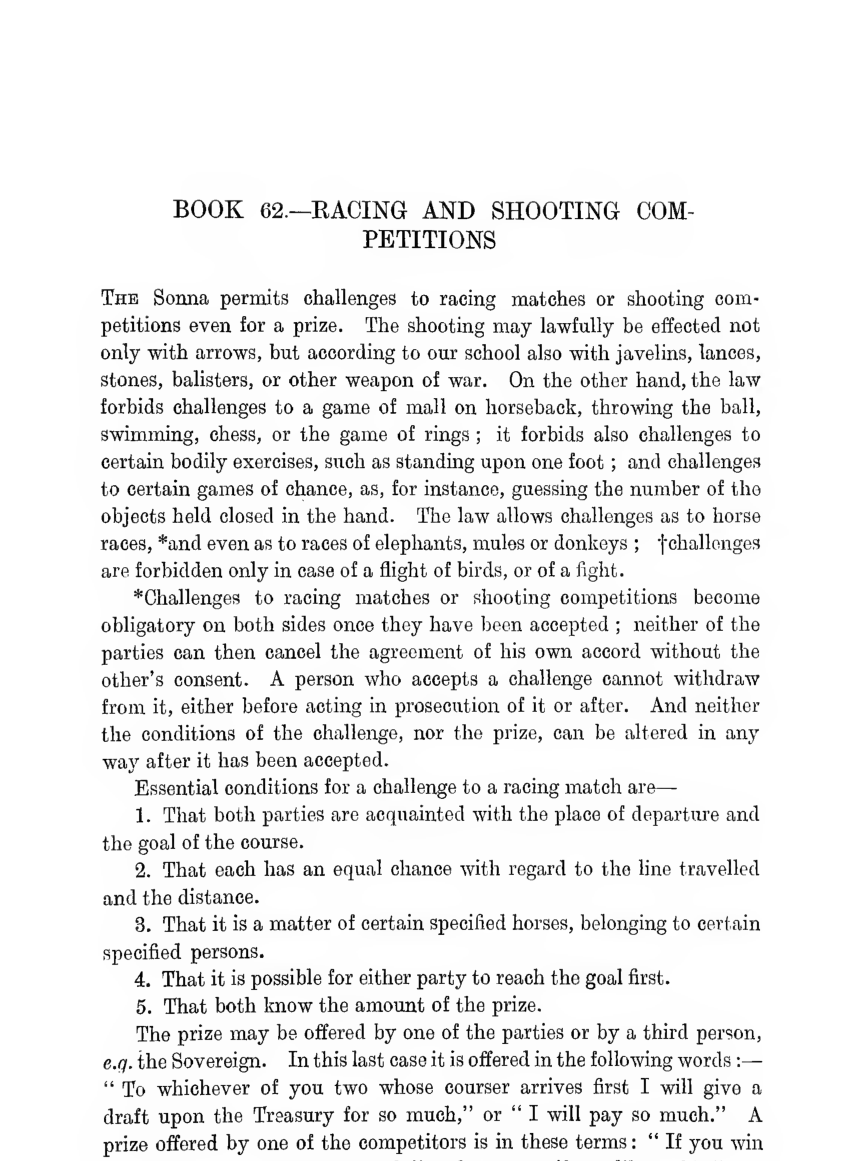 BOOK 62.—RACING AND SHOOTING COM-
PETITIONS
THE Sonna permits challenges to racing matches or shooting com-
petitions even for a prize. The shooting may lawfully be effected not
only with arrows, but according to our school also with javelins, lances,
stones, balisters, or other weapon of war. On the other hand, the law
forbids challenges to a game of mall on horseback, throwing the ball,
swimming, chess, or the game of rings ; it forbids also challenges to
certain bodily exercises, such as standing upon one foot ; and challenges
to certain games of chance, as, for instance, guessing the number of the
objects held closed in the hand. The law allows challenges as to horse
races, *and even as to races of elephants, mules or donkeys ; †challenges
are forbidden only in case of a flight of birds, or of a fight.
*Challenges to racing matches or shooting competitions become
obligatory on both sides once they have been accepted ; neither of the
parties can then cancel the agreement of his own accord without the
other's consent. A person who accepts a challenge cannot withdraw
from it, either before acting in prosecution of it or after. And neither
the conditions of the challenge, nor the prize, can be altered in any
way after it has been accepted.
Essential conditions for a challenge to a racing match are—
1. That both parties are acquainted with the place of departure and
the goal of the course.
2. That each has an equal chance with regard to the line travelled
and the distance.
3. That it is a matter of certain specified horses, belonging to certain
specified persons.
4. That it is possible for either party to reach the goal first.
5. That both know the amount of the prize.
The prize may be offered by one of the parties or by a third person,
e.g. the Sovereign. In this last case it is offered in the following words :—
" To whichever of you two whose courser arrives first I will give a
draft upon the Treasury for so much," or " I will pay so much." A
prize offered by one of the competitors is in these terms : " If you win